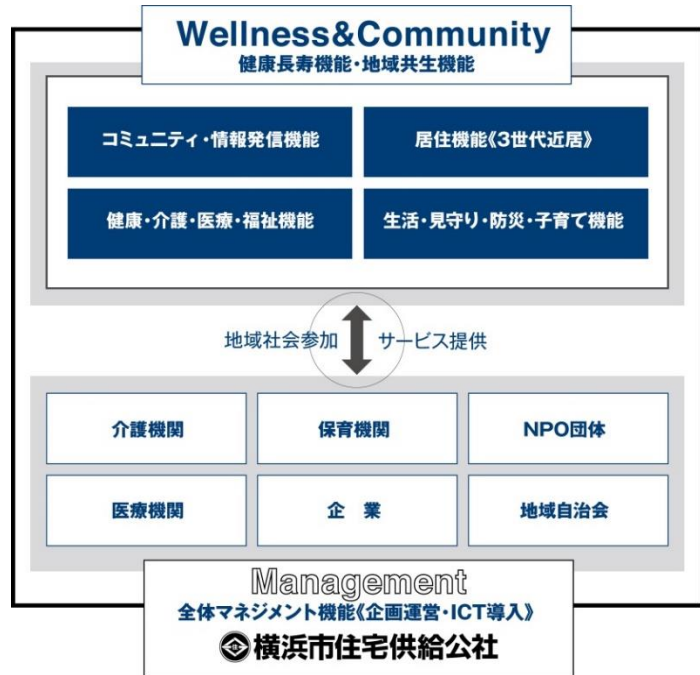 Wellness&Community
健康長寿機能・地域共生機能
コミュニティ・情報発信機能
居住機能《3世代近居》
健康・介護・医療・福祉機能
生活・見守り・防災・子育て機能
地域社会参加
サービス提供
介護機関
保育機関
NPO団体
医療機関
企　業
地域自治会
Management
全体マネジメント機能《企画運営・ICT導入》
横浜市住宅供給公社